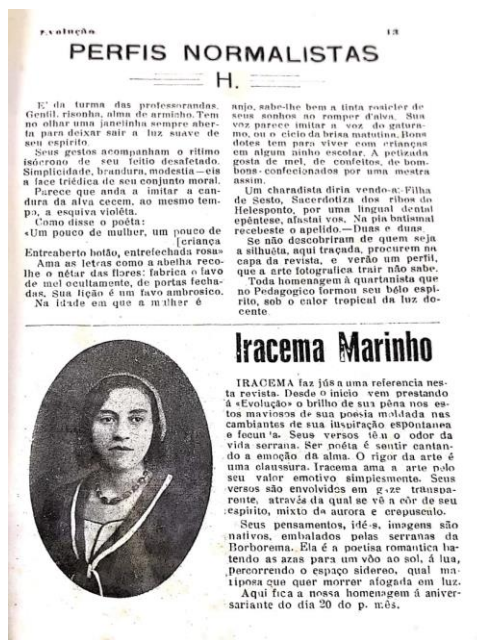 Evolução 13
PERFIS NORMALISTAS
H.
E' da turma das professorandas.
Gentil, risonha, alma de arminho. Tem
no olhar uma janelinha sempre aber-
ta para deixar sair a luz suave de
seu espirito.
Seus gestos acompanham o ritimo
isócrono de seu feitio desafetado.
Simplicidade, brandura, modestia—eis
a face triédica de seu conjunto moral.
Parece que anda a imitar a can-
dura da alva cecem, ao mesmo tem-
po, a esquiva violêta.
Como disse o poéta:
«Um pouco de mulher, um pouco de
[criança
Entreaberto botão, entrefechada rosa»
Ama as letras como a abelha reco-
lhe o nétar das flores: fabrica o favo
de mel ocultamente, de portas fecha-
das. Sua lição é um favo ambrosico.
Na idade em que a mulher é
anjo, sabe-lhe bem a tinta rosicler de
seus sonhos ao romper d'alva. Sua
voz parece imitar a voz do gatura-
mo, ou o cicio da brisa matutina. Bons
dotes tem para viver com crianças
em algum ninho escolar. A petizada
gosta de mel, de confeitos, de bom-
bons - confecionados por uma mestra
assim.
Um charadista diria vendo-a:-Filha
de Sesto, Sacerdotiza dos ribos do
Helesponto, por uma lingual dental
epêntese, afastai vos. Na pia batismal
recebeste o apelido.—Duas e duas.
Se não descobriram de quem seja
a silhuêta, aqui traçada, procurem na
capa da revista, e verão um perfil,
que a arte fotografica trair não sabe.
Toda homenagem à quartanista que
no Pedagogico formou seu bélo espi-
rito, sob o calor tropical da luz do-
cente.
Iracema Marinho
IRACEMA faz jús a uma referencia nes-
ta revista. Desde o inicio vem prestando
á «Evolução» o brilho de sua pêna nos es-
tos maviosos de sua poesia moldada nas
cambiantes de sua inspiração espontanea
e fecunda. Seus versos têm o odor da
vida serrana. Ser poéta é sentir cantan-
do a emoção da alma. O rigor da arte é
uma claussura. Iracema ama a arte pelo
seu valor emotivo simplesmente. Seus
versos são envolvidos em gaze transpa-
rente, através da qual se vê a côr de seu
espirito, mixto da aurora e crepusculo.
Seus pensamentos, idéas, imagens são
nativos, embalados pelas serranas da
Borborema. Ela é a poetisa romantica ba-
tendo as azas para um vôo ao sol, á lua,
percorrendo o espaço sidereo, qual ma-
riposa que quer morrer afogada em luz.
Aqui fica a nossa homenagem á aniver-
sariante do dia 20 do p. mês.